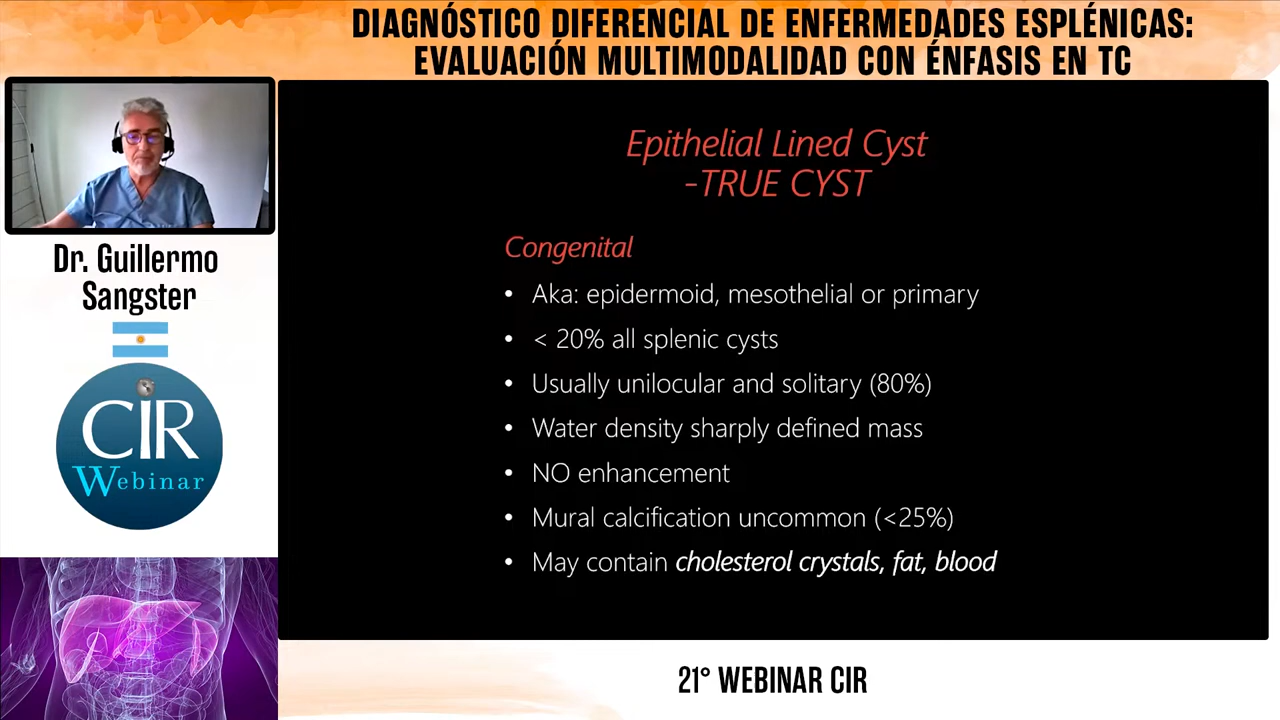 DIAGNÓSTICO DIFERENCIAL DE ENFERMEDADES ESPLÉNICAS:
EVALUACIÓN MULTIMODALIDAD CON ÉNFASIS EN TC
Dr. Guillermo
Sangster
CIR
Webinar
Epithelial Lined Cyst
-TRUE CYST
Congenital
• Aka: epidermoid, mesothelial or primary
• < 20% all splenic cysts
• Usually unilocular and solitary (80%)
• Water density sharply defined mass
• NO enhancement
• Mural calcification uncommon (<25%)
• May contain cholesterol crystals, fat, blood
21° WEBINAR CIR